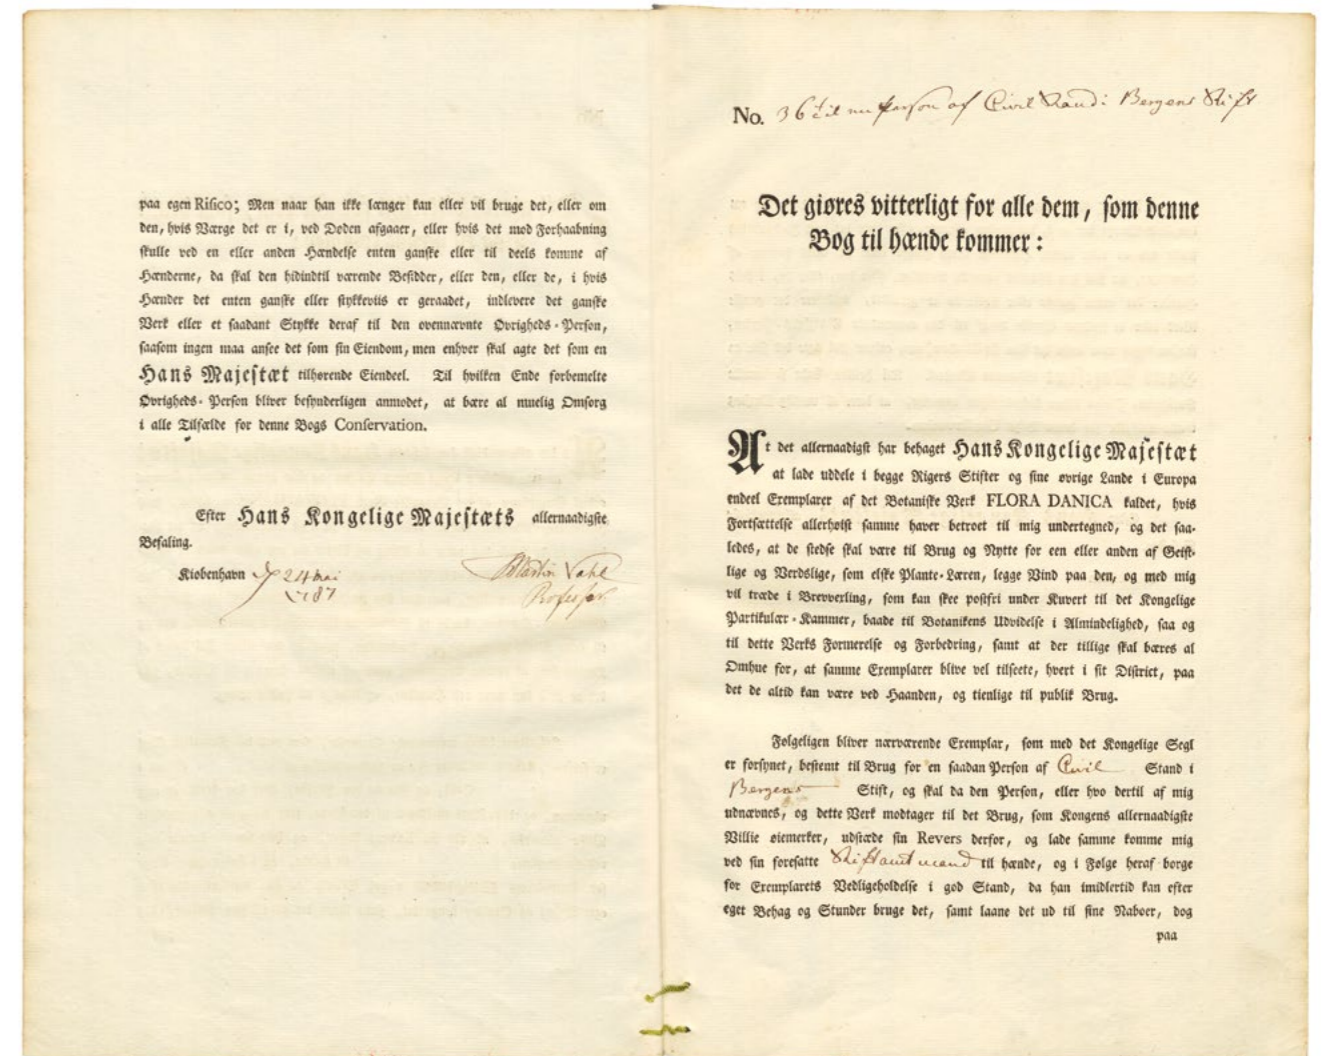 paa egen Risico; Men naar han ikke længer kan eller vil bruge det, eller om
den, hvis Værge det er i, ved Døden afgaaer, eller hvis det mod Forhaabning
skulle ved en eller anden Hændelse enten ganske eller til deels komme af
Hænderne, da skal den hidindtil værende Besidder, eller den, eller de, i hvis
Hænder det enten ganske eller stykkeviis er geraadet, indlevere det ganske
Verk eller et saadant Stykke deraf til den ovennævnte Øvrigheds-Person,
saasom ingen maa ansee det som sin Eiendom, men enhver skal agte det som en
Hans Majestæt tilhørende Eiendeel. Til hvilken Ende forbemelte
Øvrigheds-Person bliver besynderligen anmodet, at bære al muelig Omsorg
i alle Tilfælde for denne Bogs Conservation.
Efter Hans Kongelige Majestæts allernaadigste
Befaling.
Kiøbenhavn 24 Mai
1787
Martin Vahl
Professor
No. 36 til en Person af Civil Stand i Bergens Stift
Det giøres vitterligt for alle dem, som denne
Bog til hænde kommer:
At det allernaadigst har behaget Hans Kongelige Majestæt
at lade uddele i begge Rigers Stifter og sine øvrige Lande i Europa
endeel Exemplarer af det Botaniske Verk FLORA DANICA kaldet, hvis
Fortsættelse allerhøist samme haver betroet til mig undertegned, og det saa-
ledes, at de stedse skal være til Brug og Nytte for een eller anden af Geist-
lige og Verdslige, som elske Plante-Læren, legge Vind paa den, og med mig
vil træde i Brevverling, som kan skee postfri under Kuvert til det Kongelige
Partikulær-Kammer, baade til Botanikens Udvidelse i Almindelighed, saa og
til dette Verks Formerelse og Forbedring, samt at der tillige skal bæres al
Omhue for, at samme Exemplarer blive vel tilseete, hvert i sit District, paa
det de altid kan være ved Haanden, og tienlige til publik Brug.
Følgeligen bliver nærværende Exemplar, som med det Kongelige Segl
er forsynet, bestemt til Brug for en saadan Person af Civil Stand i
Bergens Stift, og skal da den Person, eller hvo dertil af mig
udnævnes, og dette Verk modtager til det Brug, som Kongens allernaadigste
Villie øiemerker, udstæde sin Revers derfor, og lade samme komme mig
ved sin foresatte Stiftamtmand til hænde, og i Følge heraf borge
for Exemplarets Vedligeholdelse i god Stand, da han imidlertid kan efter
eget Behag og Stunder bruge det, samt laane det ud til sine Naboer, dog
paa